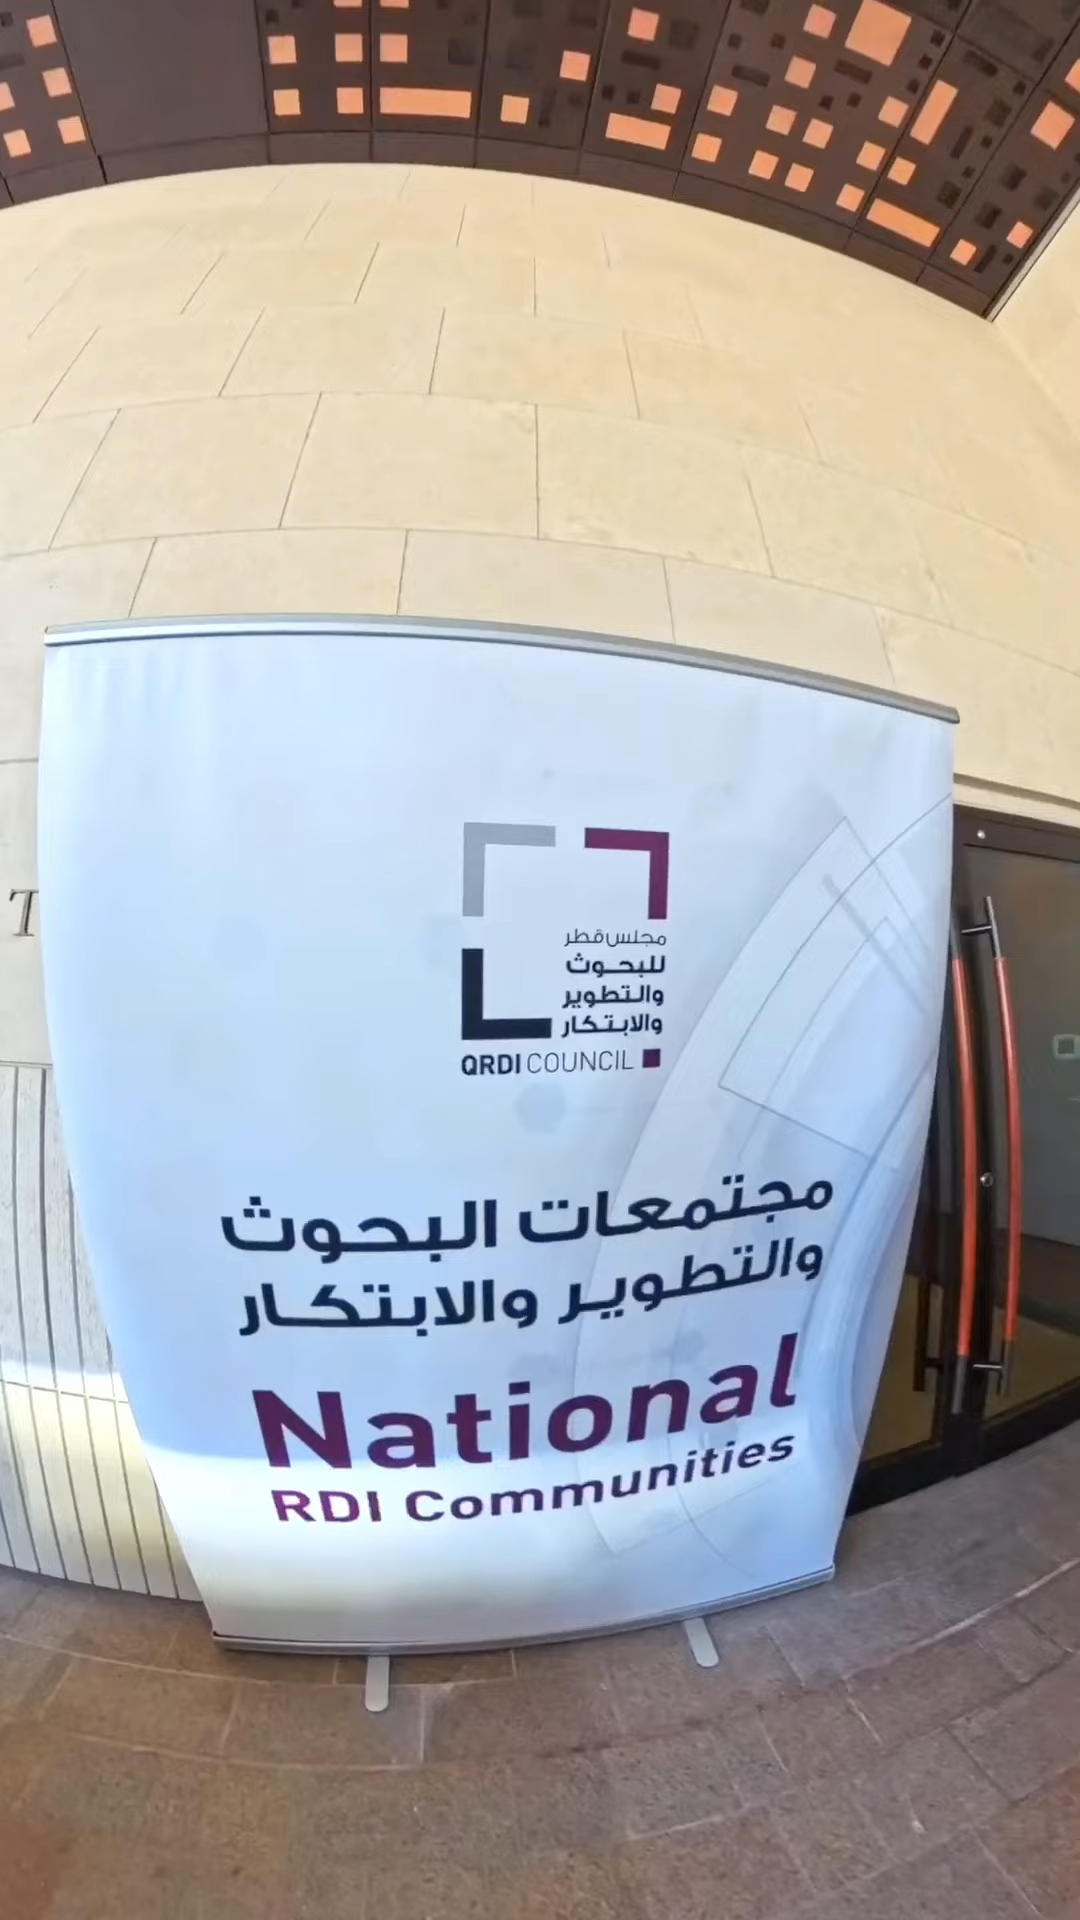 مجلس قطر
للبحوث
والتطوير
والابتكار
QRDI COUNCIL
مجتمعات البحوث
والتطوير والابتكار
National
RDI Communities